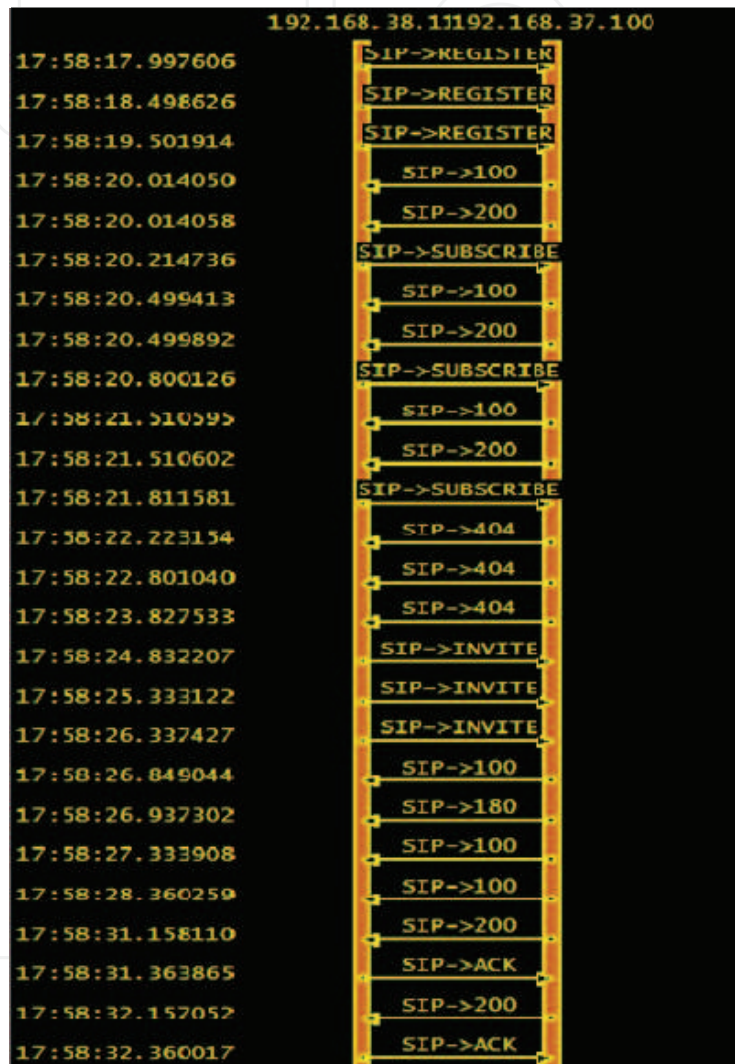 192.168.38.11192.168.37.100
17:58:17.997606 SIP->REGISTER
17:58:18.498626 SIP->REGISTER
17:58:19.501914 SIP->REGISTER
17:58:20.014050 SIP->100
17:58:20.014058 SIP->200
17:58:20.214736 SIP->SUBSCRIBE
17:58:20.499413 SIP->100
17:58:20.499892 SIP->200
17:58:20.800126 SIP->SUBSCRIBE
17:58:21.510595 SIP->100
17:58:21.510602 SIP->200
17:58:21.811581 SIP->SUBSCRIBE
17:58:22.223154 SIP->404
17:58:22.801040 SIP->404
17:58:23.827533 SIP->404
17:58:24.832207 SIP->INVITE
17:58:25.333122 SIP->INVITE
17:58:26.337427 SIP->INVITE
17:58:26.849044 SIP->100
17:58:26.937302 SIP->180
17:58:27.333908 SIP->100
17:58:28.360259 SIP->100
17:58:31.158110 SIP->200
17:58:31.363865 SIP->ACK
17:58:32.157052 SIP->200
17:58:32.360017 SIP->ACK